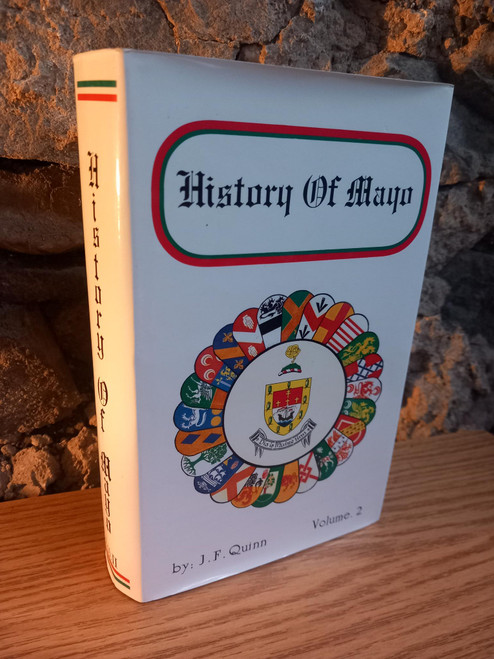 History Of Mayo
Volume. 2
by: J.F. Quinn
History Of Mayo